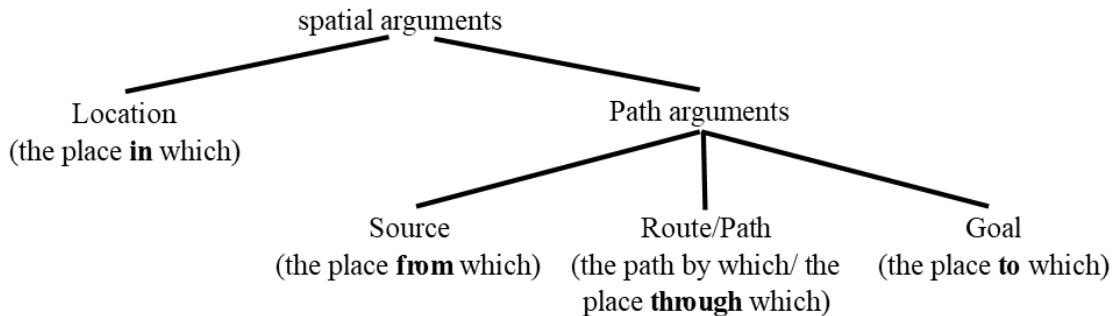 spatial arguments
Location
(the place in which)
Path arguments
Source
(the place from which)
Route/Path
(the path by which/ the
place through which)
Goal
(the place to which)